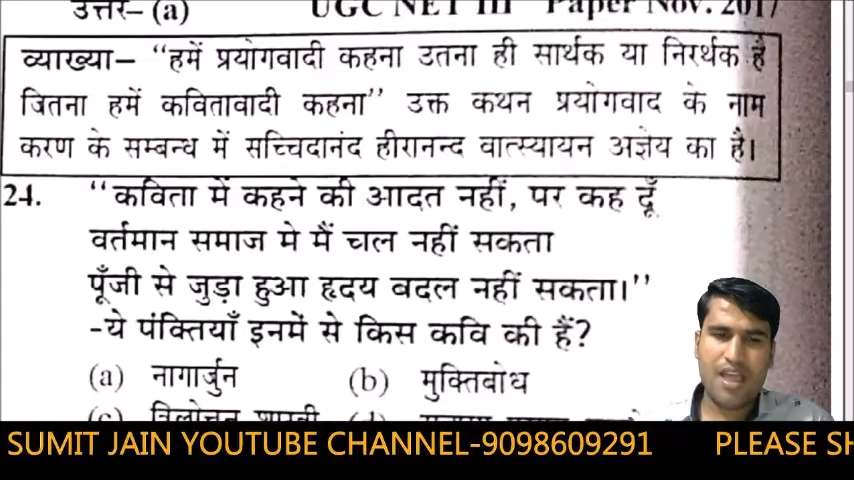 उत्तर– (a) UGC NET III Paper Nov. 2017
व्याख्या– “हमें प्रयोगवादी कहना उतना ही सार्थक या निरर्थक है
जितना हमें कवितावादी कहना” उक्त कथन प्रयोगवाद के नाम
करण के सम्बन्ध में सच्चिदानंद हीरानन्द वात्स्यायन अज्ञेय का है।
24. “कविता में कहने की आदत नहीं, पर कह दूँ
वर्तमान समाज मे मैं चल नहीं सकता
पूँजी से जुड़ा हुआ हृदय बदल नहीं सकता।”
-ये पंक्तियाँ इनमें से किस कवि की हैं?
(a) नागार्जुन (b) मुक्तिबोध
(c) त्रिलोचन शास्त्री (d)
SUMIT JAIN YOUTUBE CHANNEL-9098609291 PLEASE SH